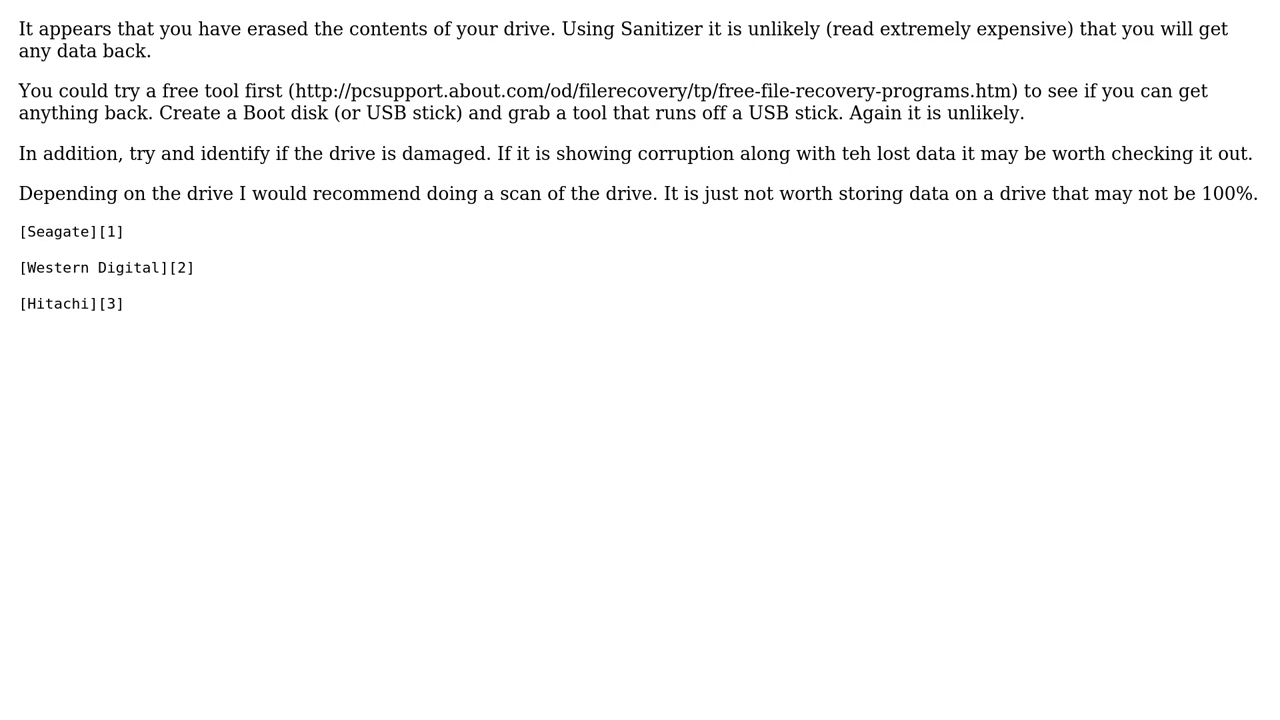 It appears that you have erased the contents of your drive. Using Sanitizer it is unlikely (read extremely expensive) that you will get
any data back.
You could try a free tool first (http://pcsupport.about.com/od/filerecovery/tp/free-file-recovery-programs.htm) to see if you can get
anything back. Create a Boot disk (or USB stick) and grab a tool that runs off a USB stick. Again it is unlikely.
In addition, try and identify if the drive is damaged. If it is showing corruption along with teh lost data it may be worth checking it out.
Depending on the drive I would recommend doing a scan of the drive. It is just not worth storing data on a drive that may not be 100%.
[Seagate][1]
[Western Digital][2]
[Hitachi][3]